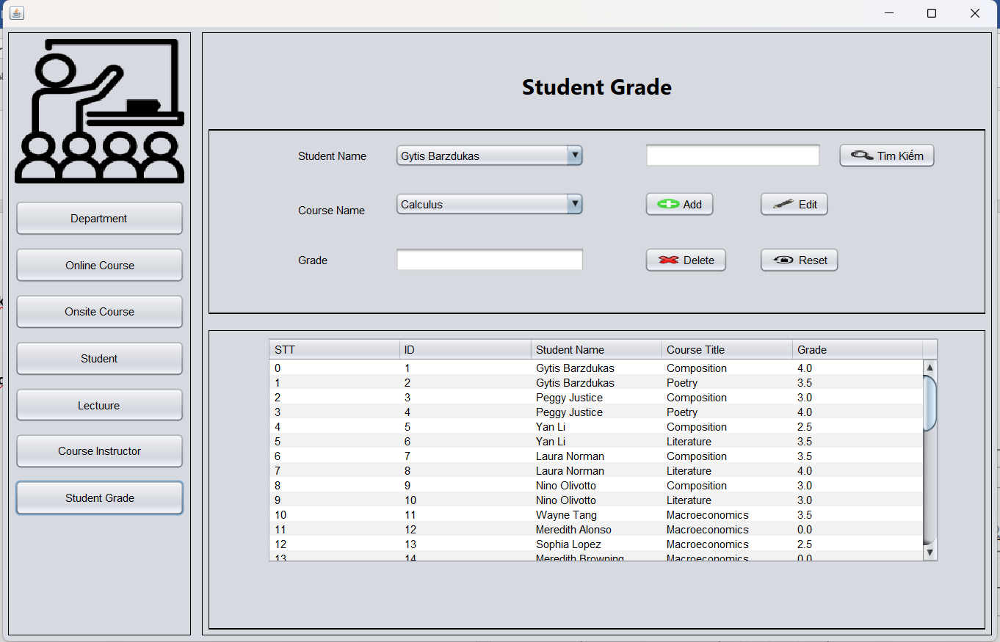 Student Grade
Student Name Gytis Barzdukas Tìm Kiếm
Course Name Calculus Add Edit
Grade Delete Reset
Department
Online Course
Onsite Course
Student
Lectuure
Course Instructor
Student Grade
STT ID Student Name Course Title Grade
0 1 Gytis Barzdukas Composition 4.0
1 2 Gytis Barzdukas Poetry 3.5
2 3 Peggy Justice Composition 3.0
3 4 Peggy Justice Poetry 4.0
4 5 Yan Li Composition 2.5
5 6 Yan Li Literature 3.5
6 7 Laura Norman Composition 3.5
7 8 Laura Norman Literature 4.0
8 9 Nino Olivotto Composition 3.0
9 10 Nino Olivotto Literature 3.0
10 11 Wayne Tang Macroeconomics 3.5
11 12 Meredith Alonso Macroeconomics 0.0
12 13 Sophia Lopez Macroeconomics 2.5
13 14 Meredith Browning Macroeconomics 0.0